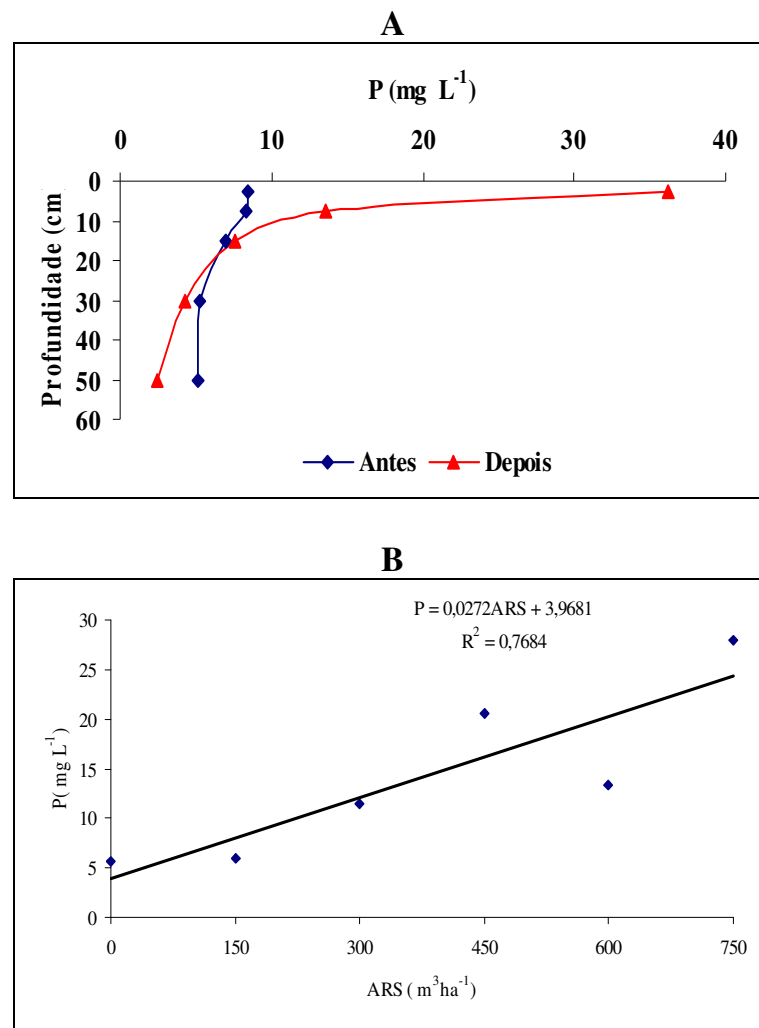 A
P (mg L⁻¹)
0 10 20 30 40
0
10
20
30
40
50
60
Profundidade (cm
Antes Depois
B
P = 0,0272ARS + 3,9681
R² = 0,7684
30
25
20
15
10
5
0
P( mg L⁻¹)
0 150 300 450 600 750
ARS ( m³ha⁻¹)